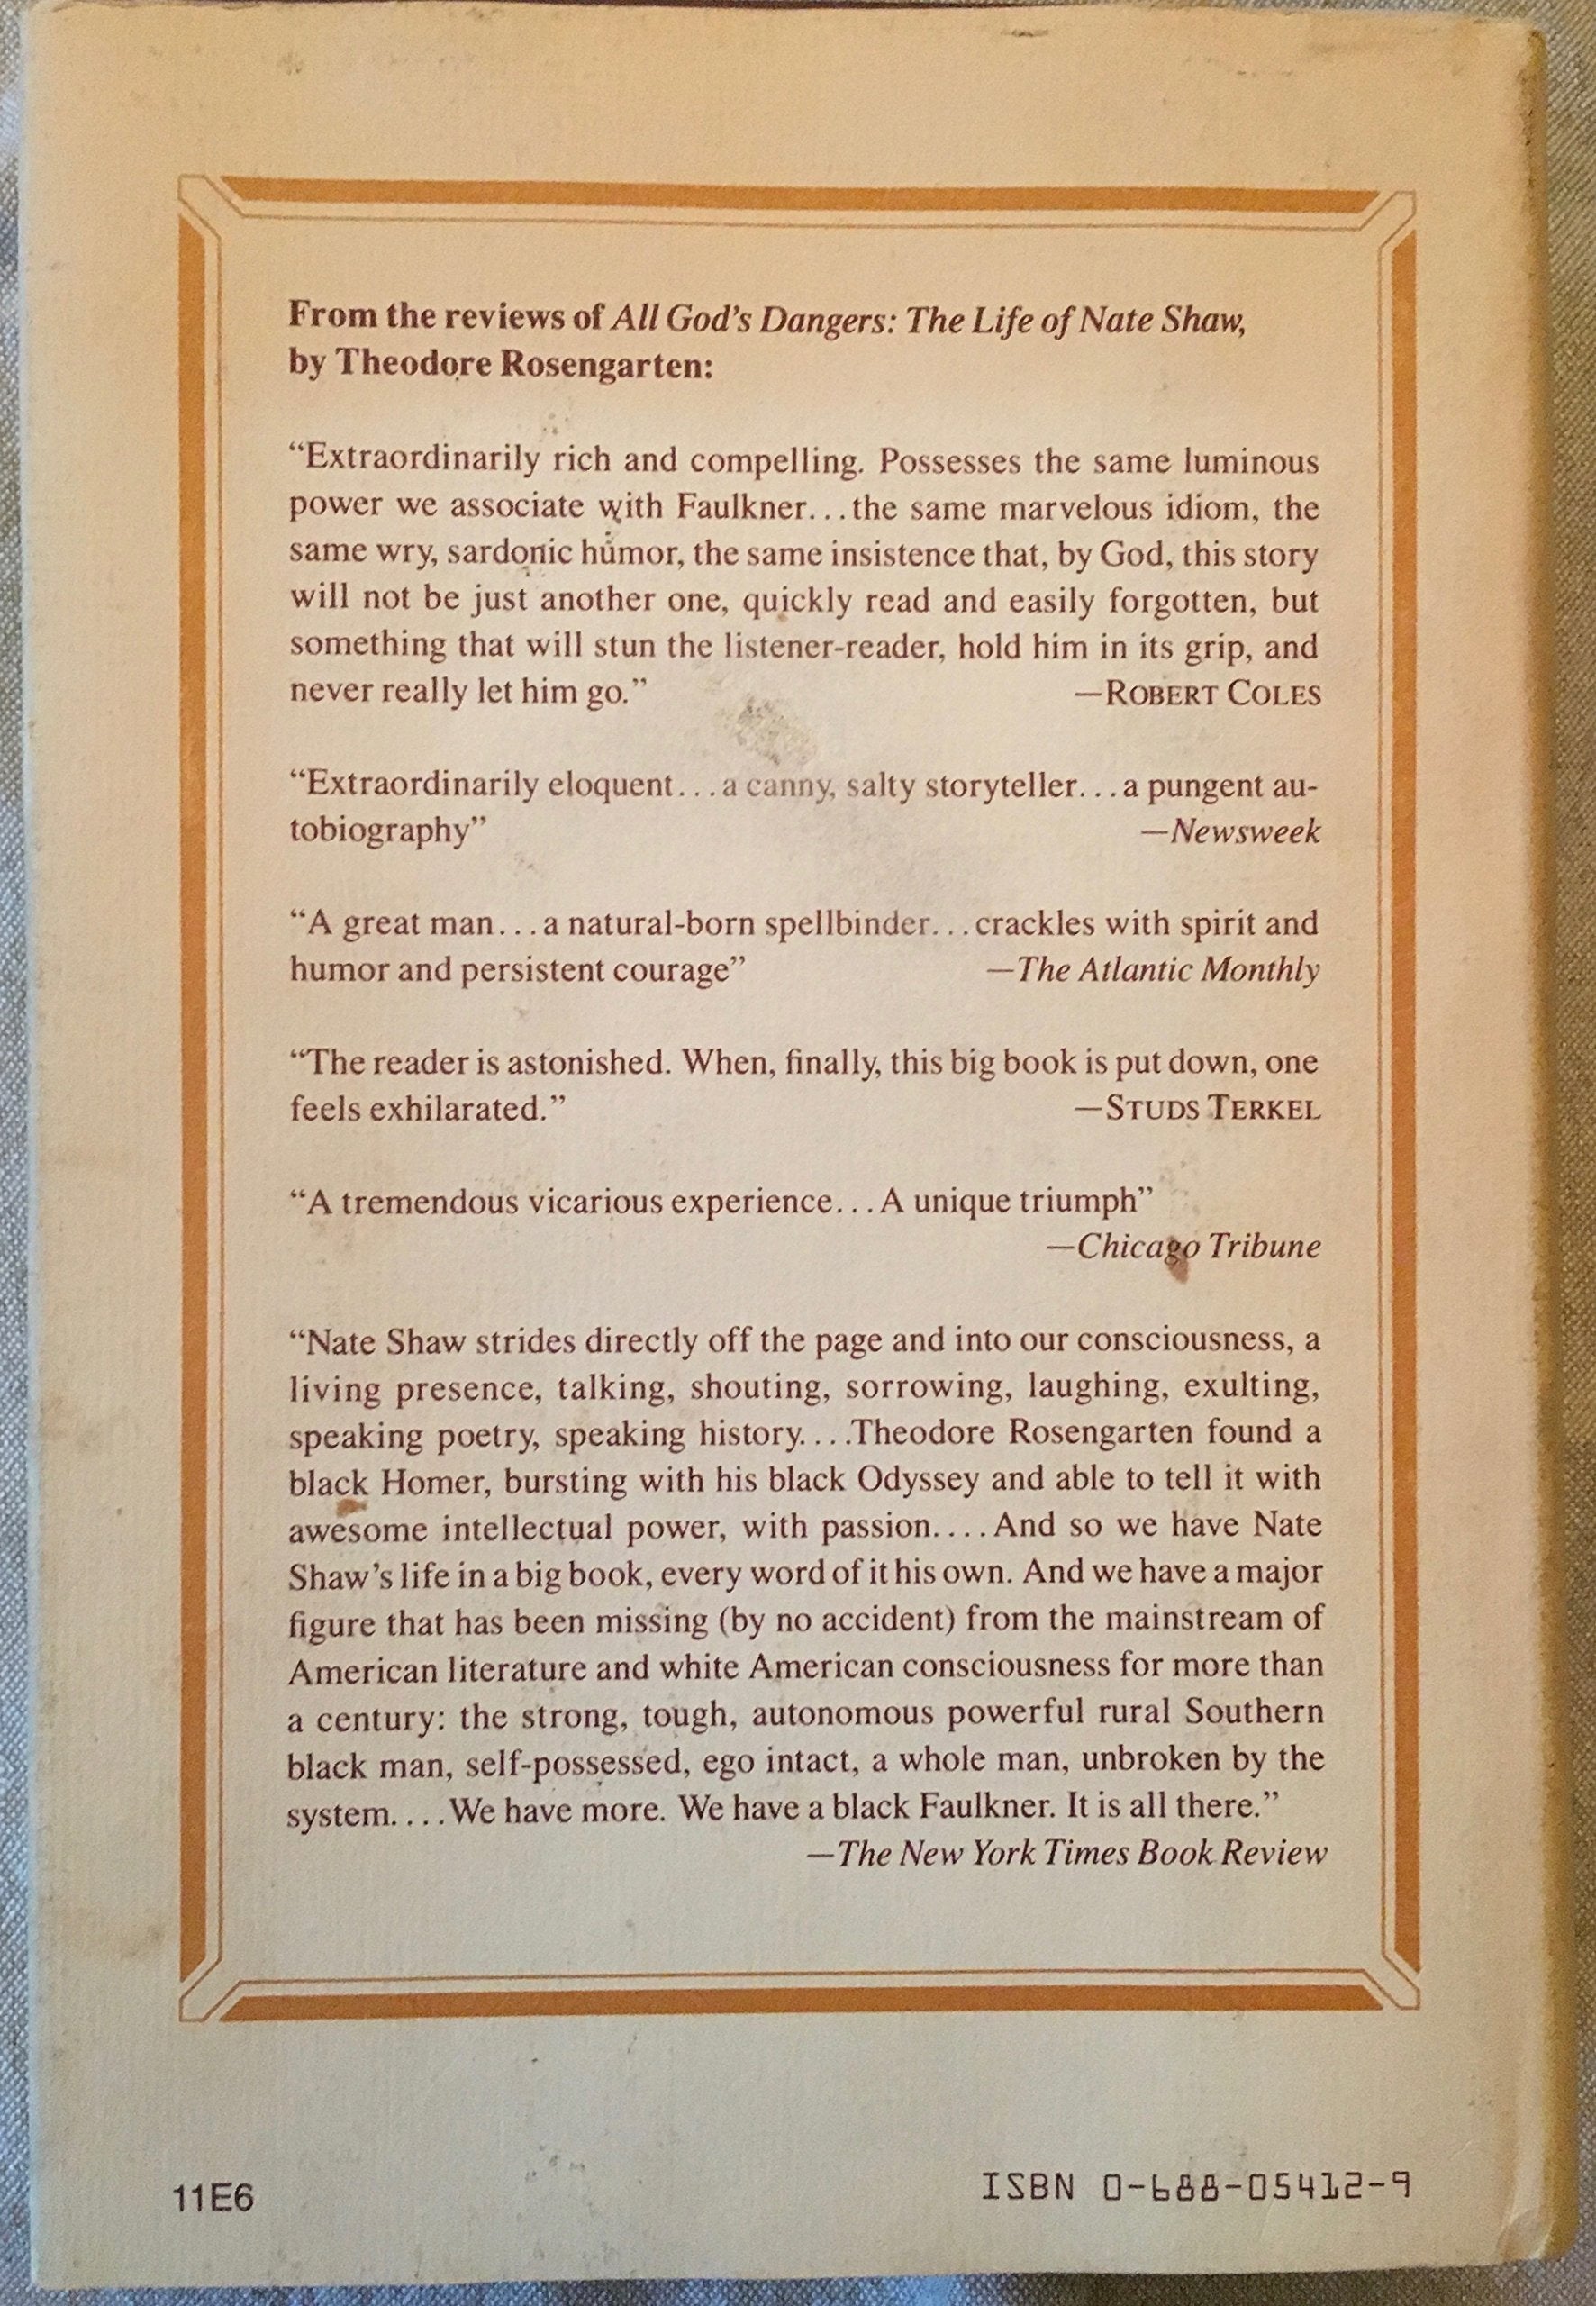 From the reviews of All God's Dangers: The Life of Nate Shaw,
by Theodore Rosengarten:
“Extraordinarily rich and compelling. Possesses the same luminous
power we associate with Faulkner...the same marvelous idiom, the
same wry, sardonic humor, the same insistence that, by God, this story
will not be just another one, quickly read and easily forgotten, but
something that will stun the listener-reader, hold him in its grip, and
never really let him go.” —ROBERT COLES
“Extraordinarily eloquent...a canny, salty storyteller...a pungent au-
tobiography” —Newsweek
“A great man...a natural-born spellbinder...crackles with spirit and
humor and persistent courage” —The Atlantic Monthly
“The reader is astonished. When, finally, this big book is put down, one
feels exhilarated.” —STUDS TERKEL
“A tremendous vicarious experience...A unique triumph”
—Chicago Tribune
“Nate Shaw strides directly off the page and into our consciousness, a
living presence, talking, shouting, sorrowing, laughing, exulting,
speaking poetry, speaking history....Theodore Rosengarten found a
black Homer, bursting with his black Odyssey and able to tell it with
awesome intellectual power, with passion....And so we have Nate
Shaw's life in a big book, every word of it his own. And we have a major
figure that has been missing (by no accident) from the mainstream of
American literature and white American consciousness for more than
a century: the strong, tough, autonomous powerful rural Southern
black man, self-possessed, ego intact, a whole man, unbroken by the
system....We have more. We have a black Faulkner. It is all there.”
—The New York Times Book Review
11E6 ISBN 0-688-05412-9